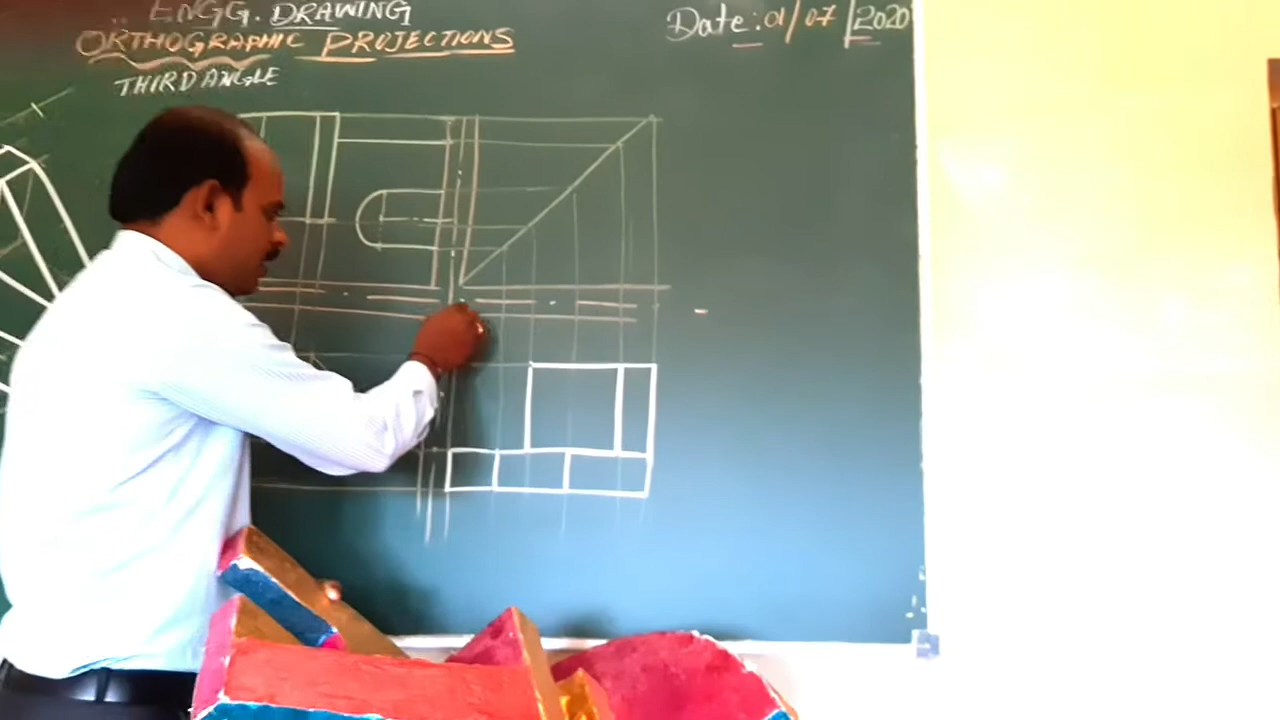 ENGG. DRAWING
ORTHOGRAPHIC PROJECTIONS
THIRD ANGLE
Date: 01/07/2020